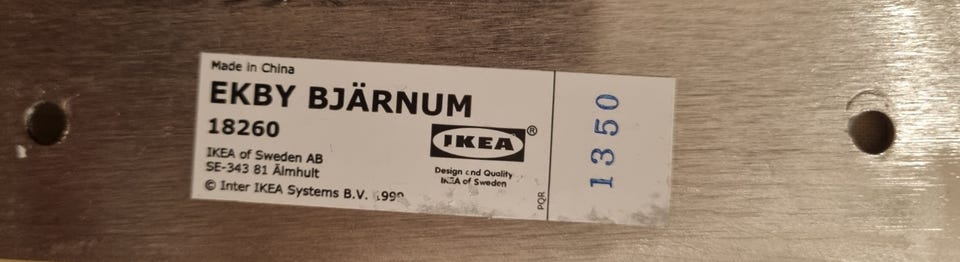 Made in China
EKBY BJÄRNUM
18260
IKEA®
IKEA of Sweden AB
SE-343 81 Älmhult
Design and Quality
IKEA of Sweden
© Inter IKEA Systems B.V.
PQR
1350